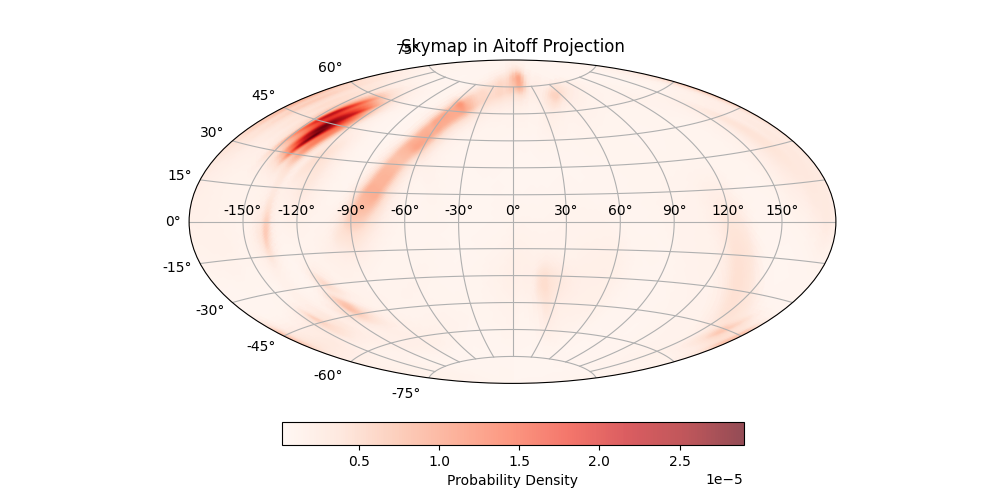 Skymap in Aitoff Projection
75°
60°
45°
30°
15°
-150° -120° -90° -60° -30° 0° 30° 60° 90° 120° 150°
0°
-15°
-30°
-45°
-60°
-75°
0.5 1.0 1.5 2.0 2.5
1e−5
Probability Density